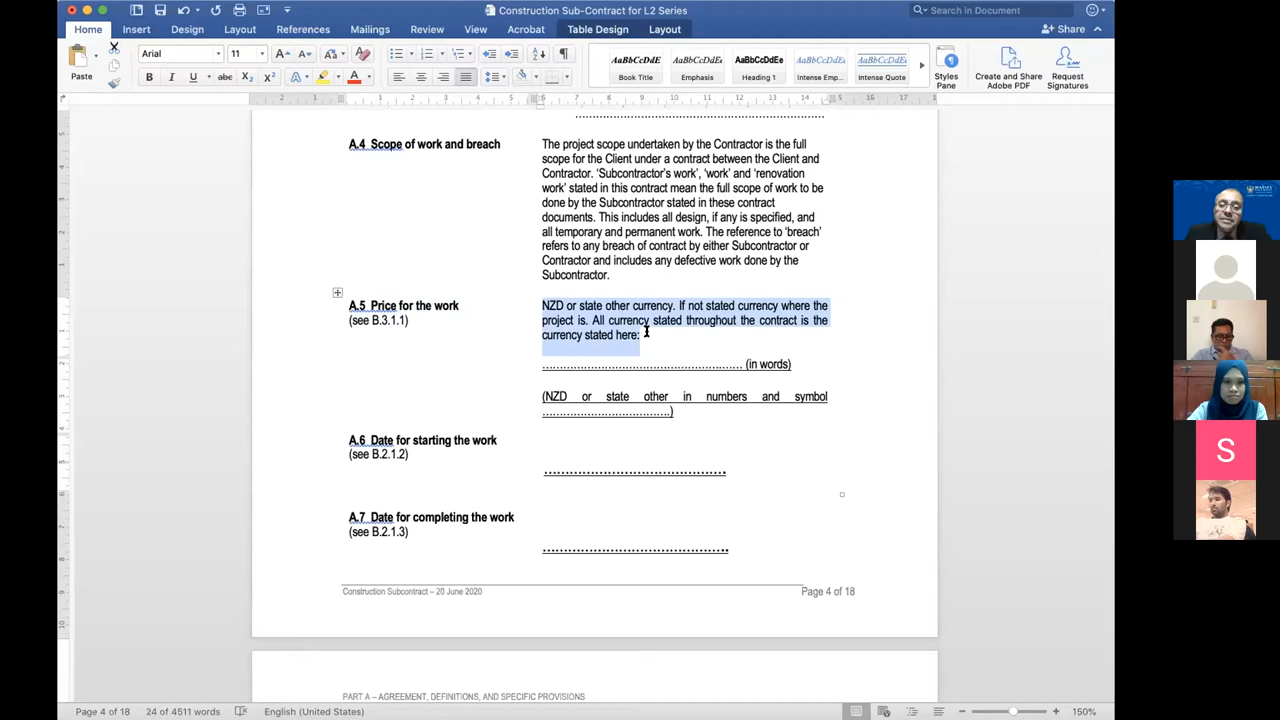 Construction Sub-Contract for L2 Series
Search in Document
Home Insert Design Layout References Mailings Review View Acrobat Table Design Layout
Share
Paste
Arial 11
B I U abc X2 X2
AaBbCcDdE AaBbCcDdEe AaBbCcDdE AaBbCcDdEe AaBbCcDdEe
Book Title Emphasis Heading 1 Intense Emp... Intense Quote
Styles Pane
Create and Share Adobe PDF
Request Signatures
A.4 Scope of work and breach
The project scope undertaken by the Contractor is the full
scope for the Client under a contract between the Client and
Contractor. ‘Subcontractor’s work’, ‘work’ and ‘renovation
work’ stated in this contract mean the full scope of work to be
done by the Subcontractor stated in these contract
documents. This includes all design, if any is specified, and
all temporary and permanent work. The reference to ‘breach’
refers to any breach of contract by either Subcontractor or
Contractor and includes any defective work done by the
Subcontractor.
A.5 Price for the work
(see B.3.1.1)
NZD or state other currency. If not stated currency where the
project is. All currency stated throughout the contract is the
currency stated here:
…………………………………………… (in words)
(NZD or state other in numbers and symbol
……………………………….)
A.6 Date for starting the work
(see B.2.1.2)
……………………………………
A.7 Date for completing the work
(see B.2.1.3)
……………………………………
Construction Subcontract – 20 June 2020
Page 4 of 18
PART A – AGREEMENT, DEFINITIONS, AND SPECIFIC PROVISIONS
Page 4 of 18 24 of 4511 words English (United States) 150%
S